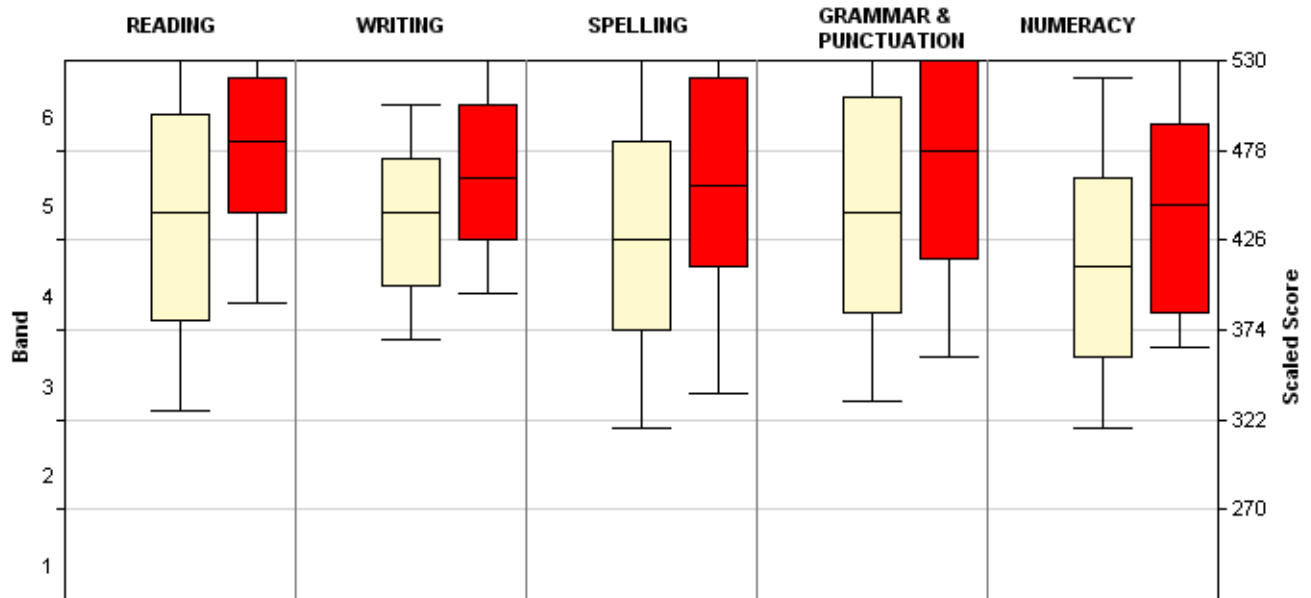 READING
WRITING
SPELLING
GRAMMAR &
PUNCTUATION
NUMERACY
Band
6
5
4
3
2
1
530
478
426
374
322
270
Scaled Score